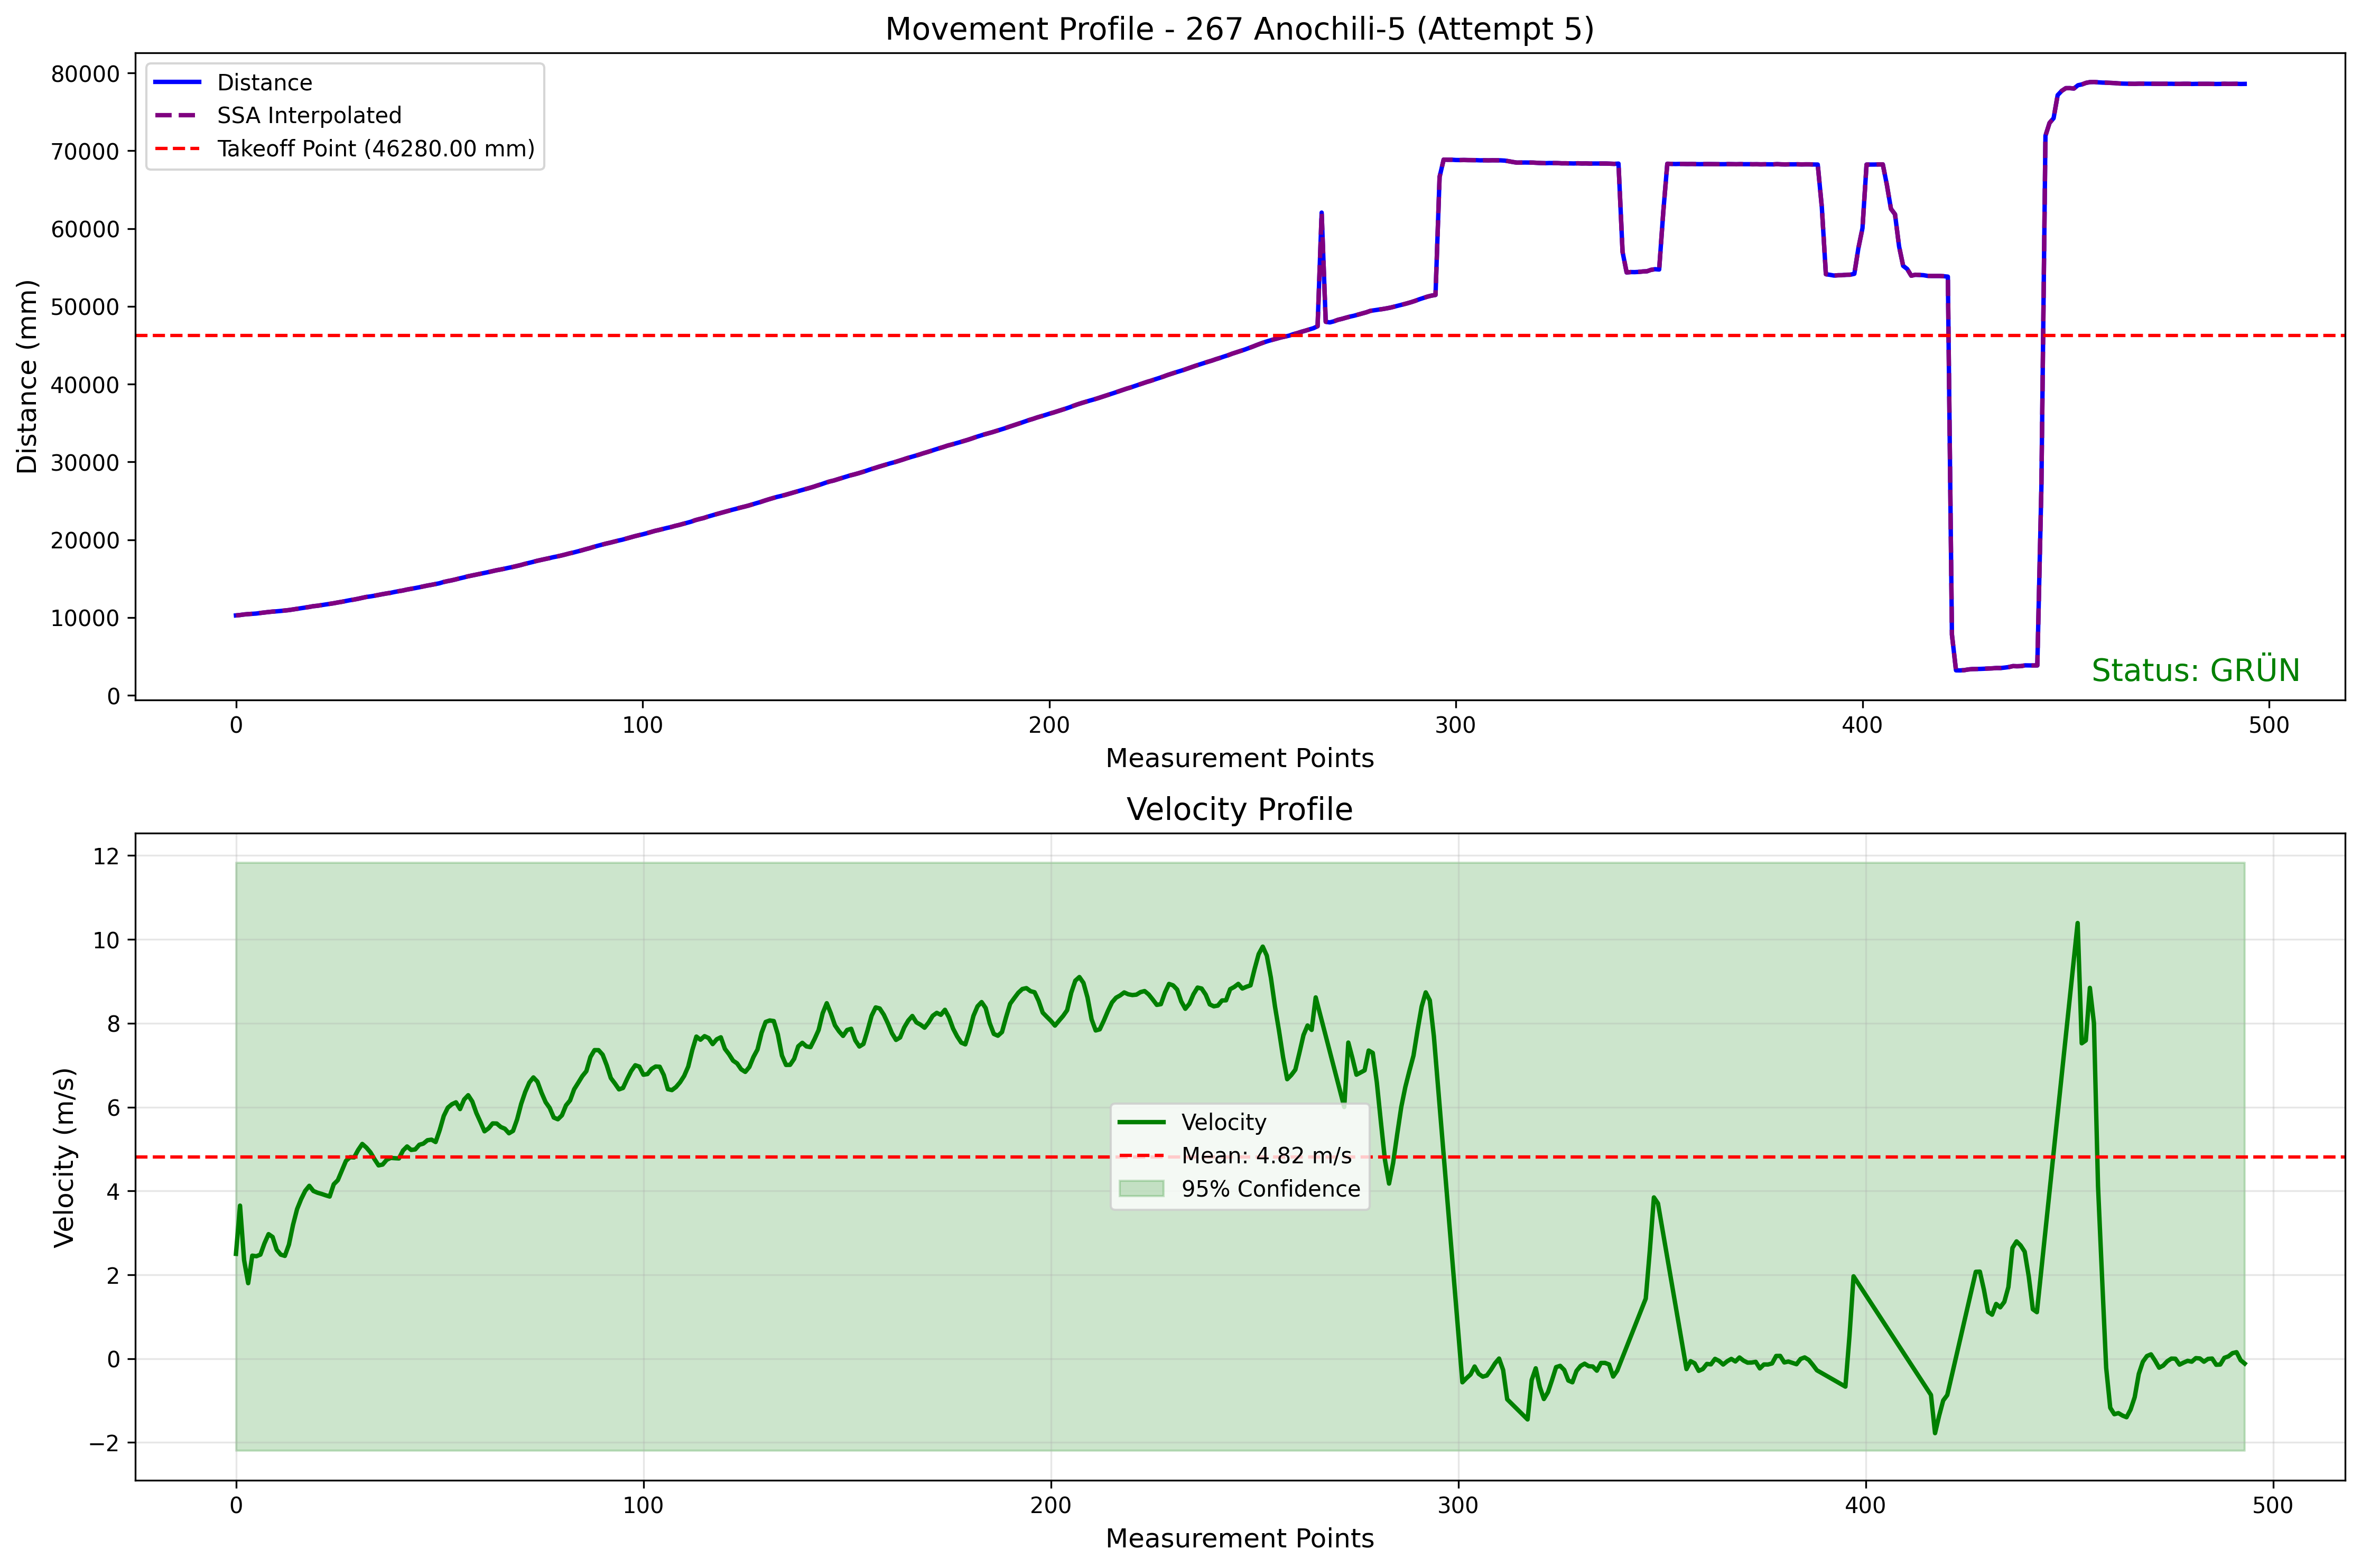 Movement Profile - 267 Anochili-5 (Attempt 5)
Distance
SSA Interpolated
Takeoff Point (46280.00 mm)
Distance (mm)
80000
70000
60000
50000
40000
30000
20000
10000
0
Status: GRÜN
0 100 200 300 400 500
Measurement Points
Velocity Profile
Velocity (m/s)
12
10
8
6
4
2
0
−2
Velocity
Mean: 4.82 m/s
95% Confidence
0 100 200 300 400 500
Measurement Points